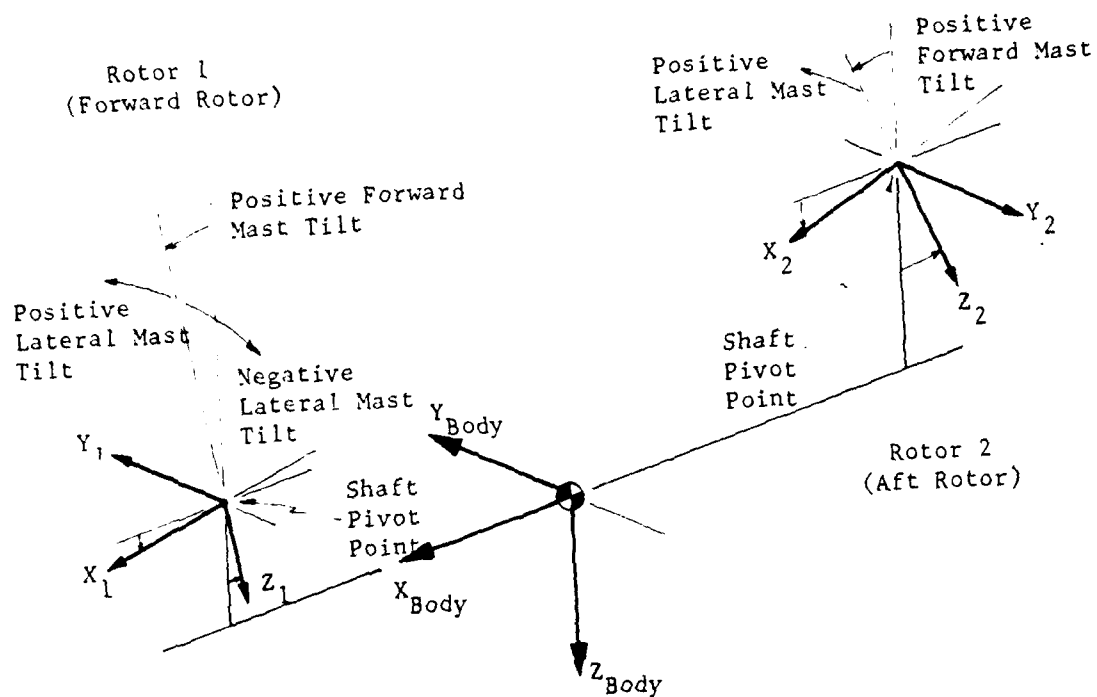 Rotor 1
(Forward Rotor)
Positive
Lateral Mast
Tilt
Positive
Forward Mast
Tilt
Positive Forward
Mast Tilt
Positive
Lateral Mast
Tilt
Negative
Lateral Mast
Tilt
X2
Y2
Z2
Shaft
Pivot
Point
Rotor 2
(Aft Rotor)
Y1
X1
Z1
Shaft
Pivot
Point
YBody
XBody
ZBody